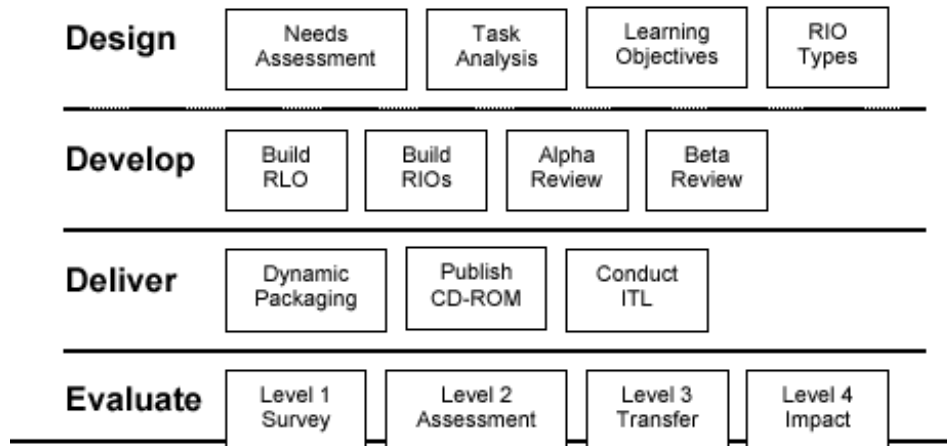 Design
Needs
Assessment
Task
Analysis
Learning
Objectives
RIO
Types
Develop
Build
RLO
Build
RIOs
Alpha
Review
Beta
Review
Deliver
Dynamic
Packaging
Publish
CD-ROM
Conduct
ITL
Evaluate
Level 1
Survey
Level 2
Assessment
Level 3
Transfer
Level 4
Impact